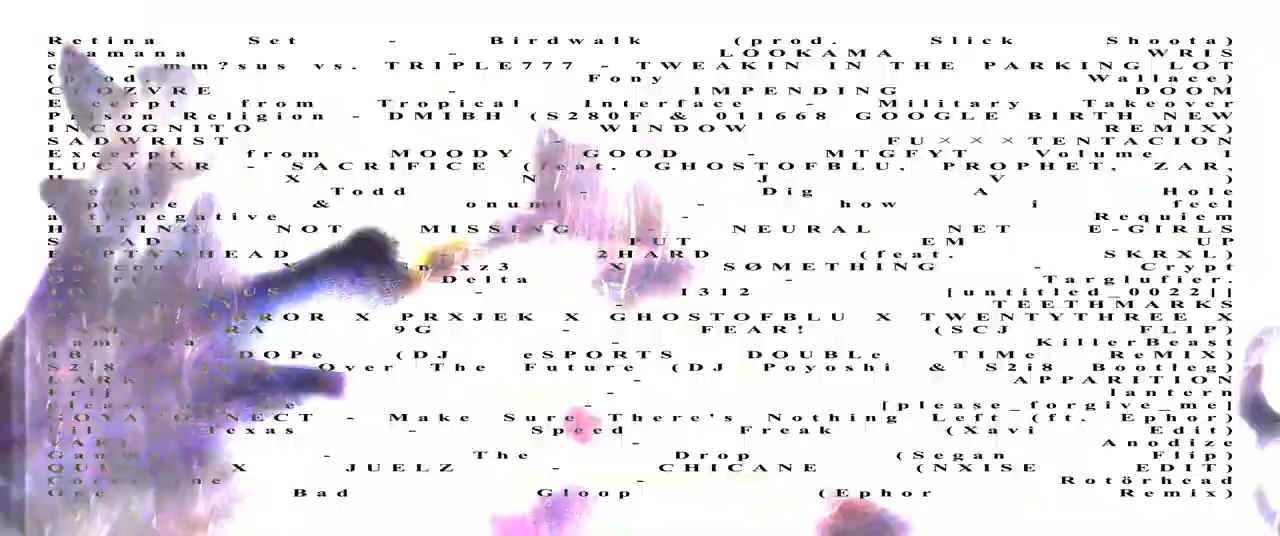 Retina Set - Birdwalk (prod. Slick Shoota)
shamana - LOOKAMA WRIS
- mm?sus vs. TRIPLE777 - TWEAKIN IN THE PARKING LOT
(prod. Fony Wallace)
CLOZVRE - IMPENDING DOOM
Excerpt from Tropical Interface - Military Takeover
Prison Religion - DMIBH (S280F & 011668 GOOGLE BIRTH NEW
INCOGNITO WINDOW REMIX)
SADWRIST - FU×××TENTACION
Excerpt from MOODY GOOD - MTGFYT Volume 1
LUCYFXR - SACRIFICE (feat. GHOSTOFBLU, PROPHET, ZAR,
H X N J V )
Todd - Dig A Hole
& onumi - how i feel
a.t.negative - Requiem
HITTING NOT MISSING - NEURAL NET E-GIRLS
PUT EM UP
EMPTVYHEAD - 2HARD (feat. SKRXL)
X X SØMETHING - Crypt
Delta - Targlufier.
- 1312 [untitled_0022]]
- TEETHMARKS
X PRXJEK X GHOSTOFBLU X TWENTYTHREE X
9G - FEAR! (SCJ FLIP)
- KillerBeast
DOPe (DJ eSPORTS DOUBLe TIMe ReMIX)
S2i8 - Over The Future (DJ Poyoshi & S2i8 Bootleg)
- APPARITION
- lantern
- [please_forgive_me]
- Make Sure There's Nothing Left (ft. Ephor)
Texas - Speed Freak (Xavi Edit)
- Anodize
- The Drop (Segan Flip)
X JUELZ - CHICANE (NXISE EDIT)
- Rotörhead
Bad Gloop (Ephor Remix)